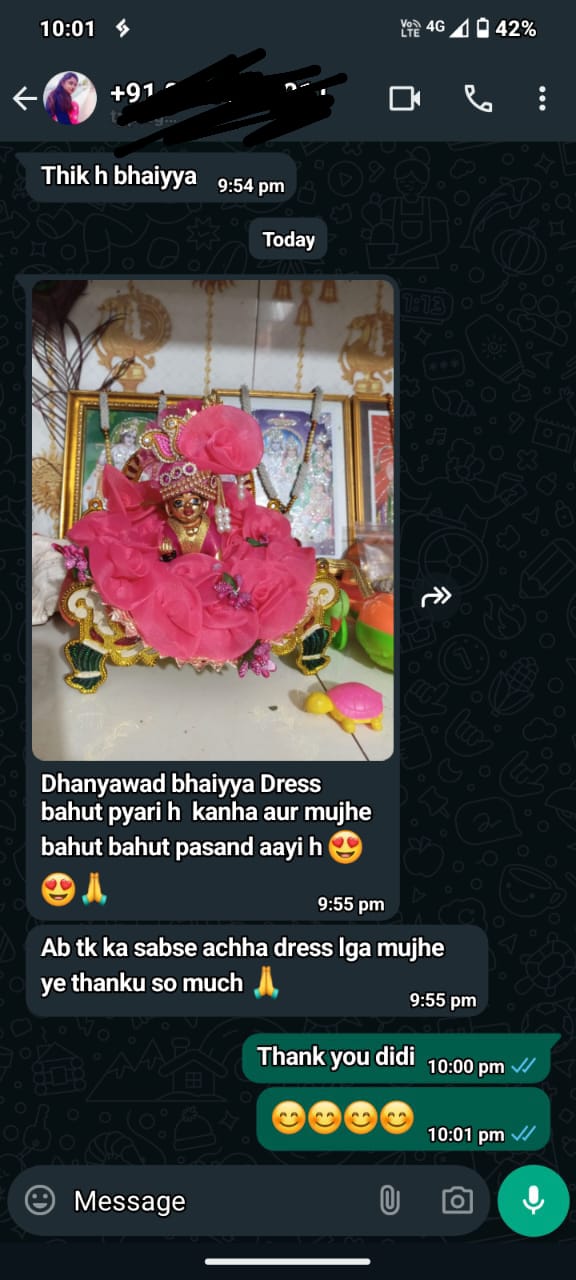 10:01
Vo))
LTE
4G
42%
+91
Thik h bhaiyya
9:54 pm
Today
Dhanyawad bhaiyya Dress
bahut pyari h kanha aur mujhe
bahut bahut pasand aayi h 😍
😍🙏
9:55 pm
Ab tk ka sabse achha dress lga mujhe
ye thanku so much 🙏
9:55 pm
Thank you didi
10:00 pm
😊😊😊😊
10:01 pm
Message